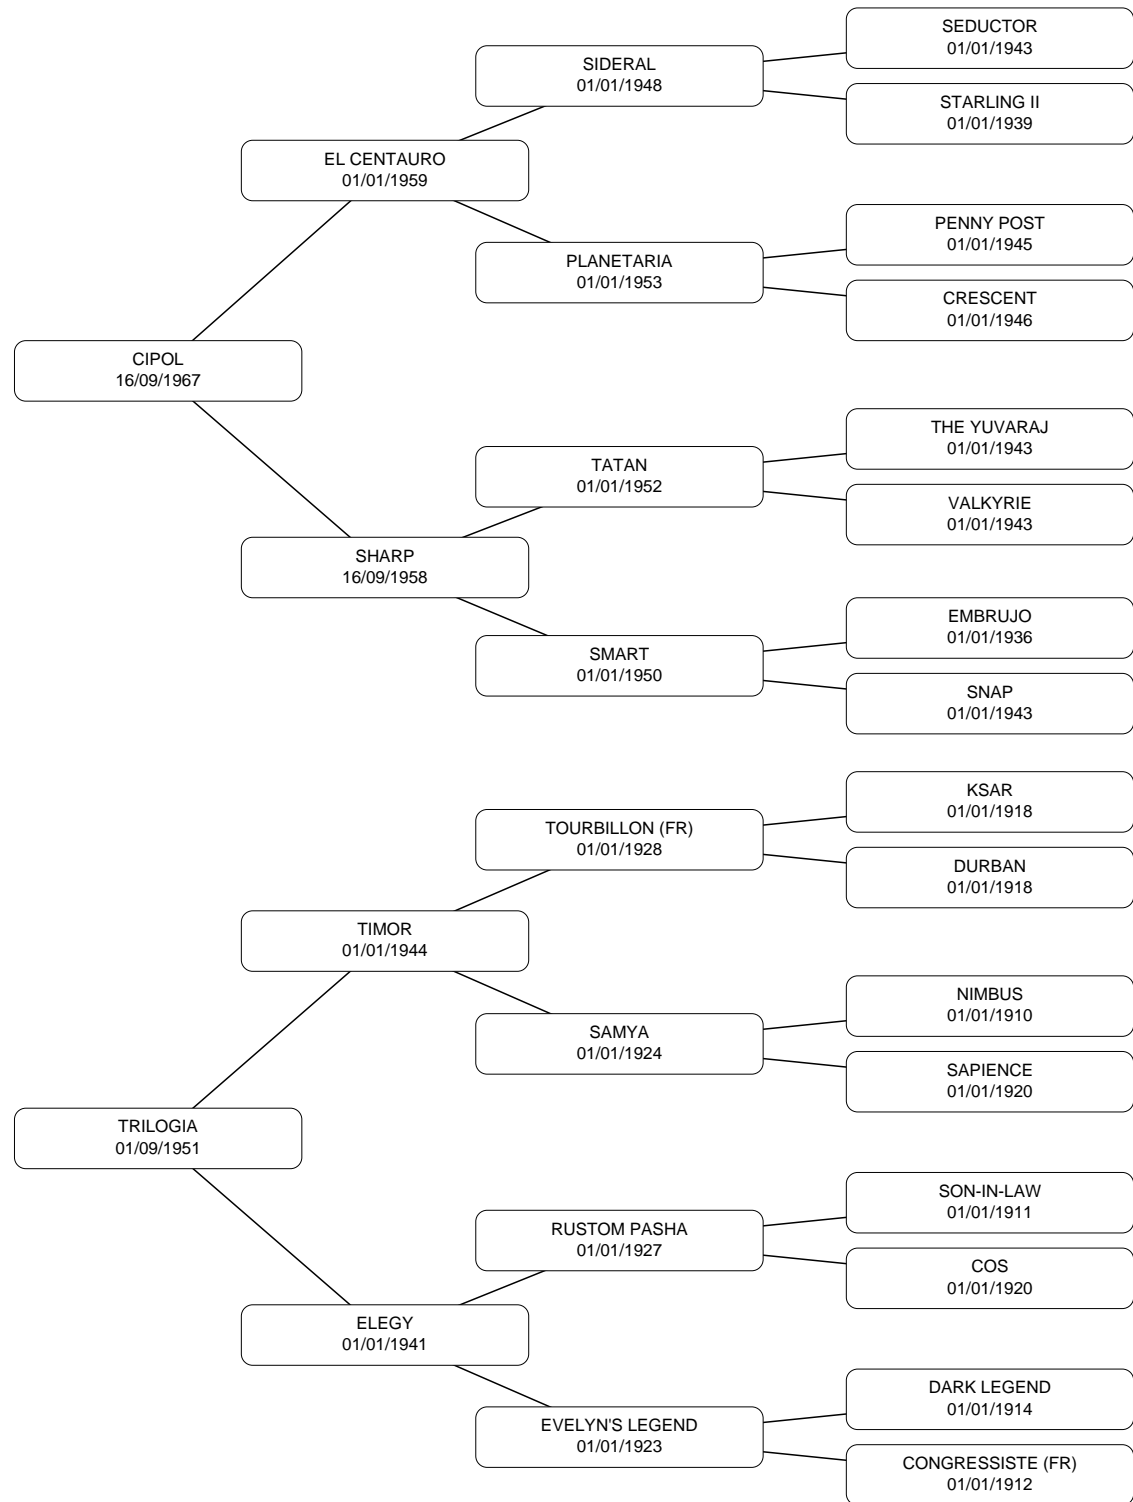 SEDUCTOR
01/01/1943
SIDERAL
01/01/1948
STARLING II
01/01/1939
EL CENTAURO
01/01/1959
PENNY POST
01/01/1945
PLANETARIA
01/01/1953
CRESCENT
01/01/1946
CIPOL
16/09/1967
THE YUVARAJ
01/01/1943
TATAN
01/01/1952
VALKYRIE
01/01/1943
SHARP
16/09/1958
EMBRUJO
01/01/1936
SMART
01/01/1950
SNAP
01/01/1943
KSAR
01/01/1918
TOURBILLON (FR)
01/01/1928
DURBAN
01/01/1918
TIMOR
01/01/1944
NIMBUS
01/01/1910
SAMYA
01/01/1924
SAPIENCE
01/01/1920
TRILOGIA
01/09/1951
SON-IN-LAW
01/01/1911
RUSTOM PASHA
01/01/1927
COS
01/01/1920
ELEGY
01/01/1941
DARK LEGEND
01/01/1914
EVELYN'S LEGEND
01/01/1923
CONGRESSISTE (FR)
01/01/1912